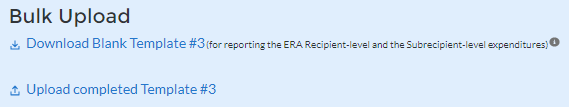 Bulk Upload
Download Blank Template #3 (for reporting the ERA Recipient-level and the Subrecipient-level expenditures)
Upload completed Template #3